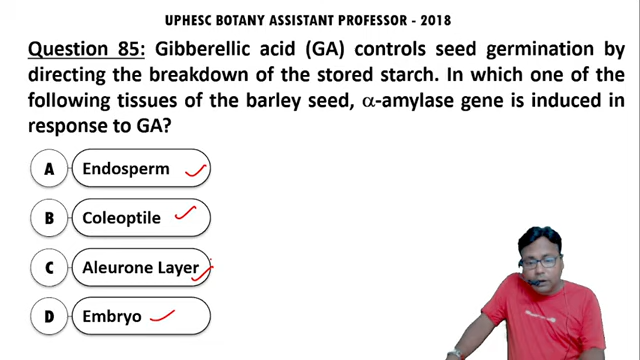 UPHESC BOTANY ASSISTANT PROFESSOR - 2018
Question 85: Gibberellic acid (GA) controls seed germination by
directing the breakdown of the stored starch. In which one of the
following tissues of the barley seed, α-amylase gene is induced in
response to GA?
A Endosperm
B Coleoptile
C Aleurone Layer
D Embryo